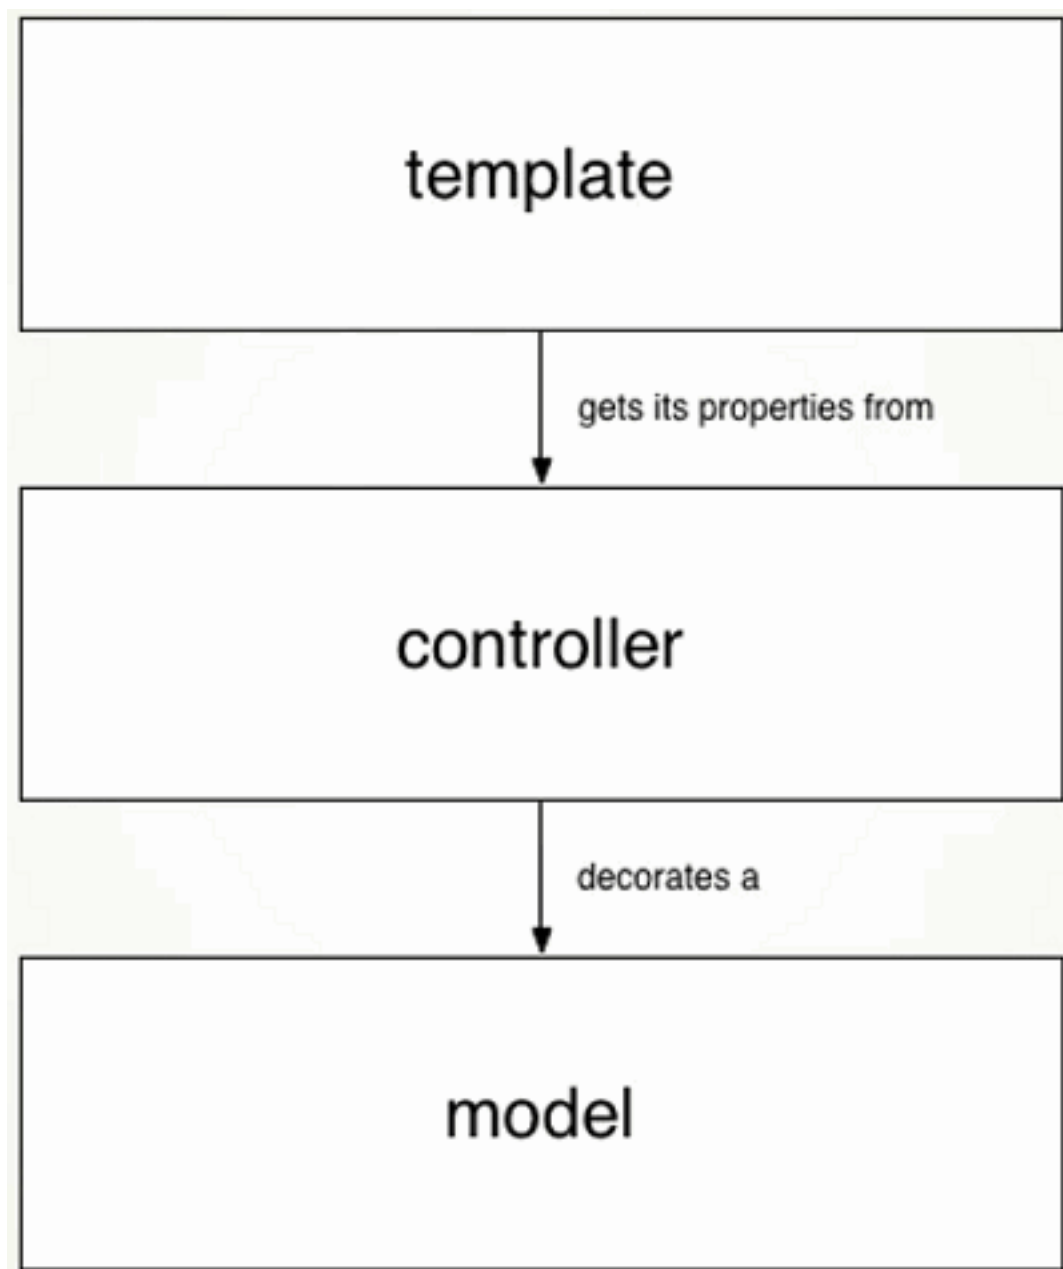 template
gets its properties from
controller
decorates a
model